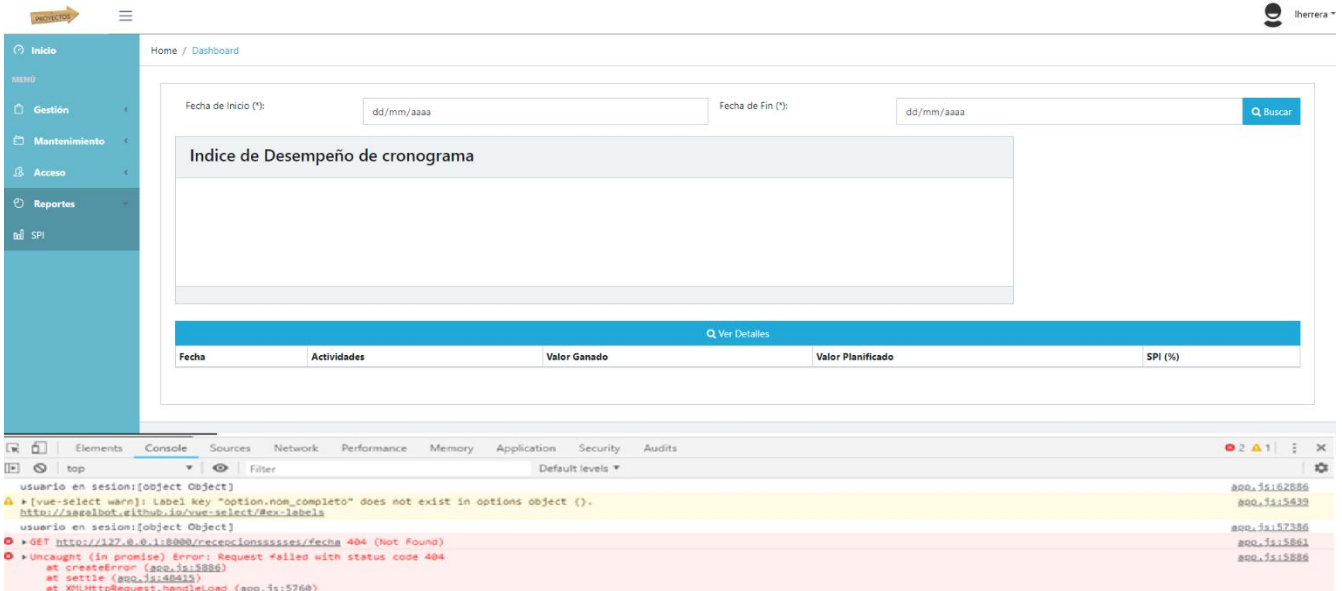 PROYECTOS
lherrera
Inicio
MENÚ
Gestión
Mantenimiento
Acceso
Reportes
SPI
Home / Dashboard
Fecha de Inicio (*):
dd/mm/aaaa
Fecha de Fin (*):
dd/mm/aaaa
Buscar
Indice de Desempeño de cronograma
Ver Detalles
Fecha Actividades Valor Ganado Valor Planificado SPI (%)
Elements Console Sources Network Performance Memory Application Security Audits 2 1
top Filter Default levels
usuario en sesion:[object Object] app.js:62886
[vue-select warn]: Label key "option.nom_completo" does not exist in options object {}. app.js:5439
http://sagalbot.github.io/vue-select/#ex-labels
usuario en sesion:[object Object] app.js:57386
GET http://127.0.0.1:8000/recepcionssssses/fecha 404 (Not Found) app.js:5861
Uncaught (in promise) Error: Request failed with status code 404 app.js:5886
at createError (app.js:5886)
at settle (app.js:48415)
at XMLHttpRequest.handleLoad (app.js:5760)